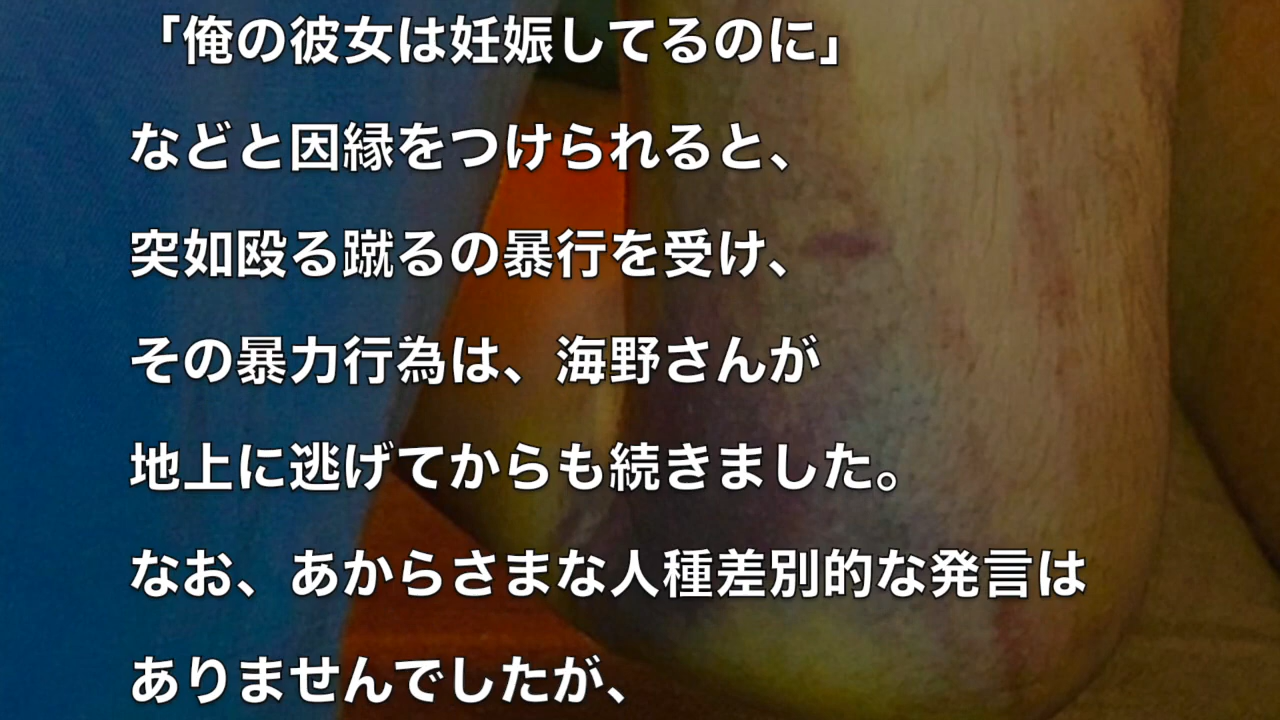 「俺の彼女は妊娠してるのに」
などと因縁をつけられると、
突如殴る蹴るの暴行を受け、
その暴力行為は、海野さんが
地上に逃げてからも続きました。
なお、あからさまな人種差別的な発言は
ありませんでしたが、